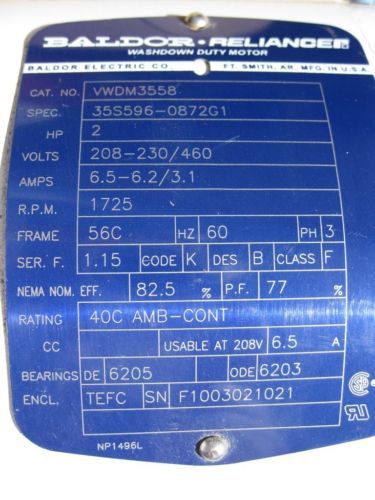 BALDOR • RELIANCER
WASHDOWN DUTY MOTOR
BALDOR ELECTRIC CO. FT. SMITH, AR. MFG. IN U.S.A.
CAT. NO. VWDM3558
SPEC. 35S596-0872G1
HP 2
VOLTS 208-230/460
AMPS 6.5-6.2/3.1
R.P.M. 1725
FRAME 56C HZ 60 PH 3
SER. F. 1.15 CODE K DES B CLASS F
NEMA NOM. EFF. 82.5 % P.F. 77 %
RATING 40C AMB-CONT
CC USABLE AT 208V 6.5 A
BEARINGS DE 6205 ODE 6203
ENCL. TEFC SN F1003021021
NP1496L